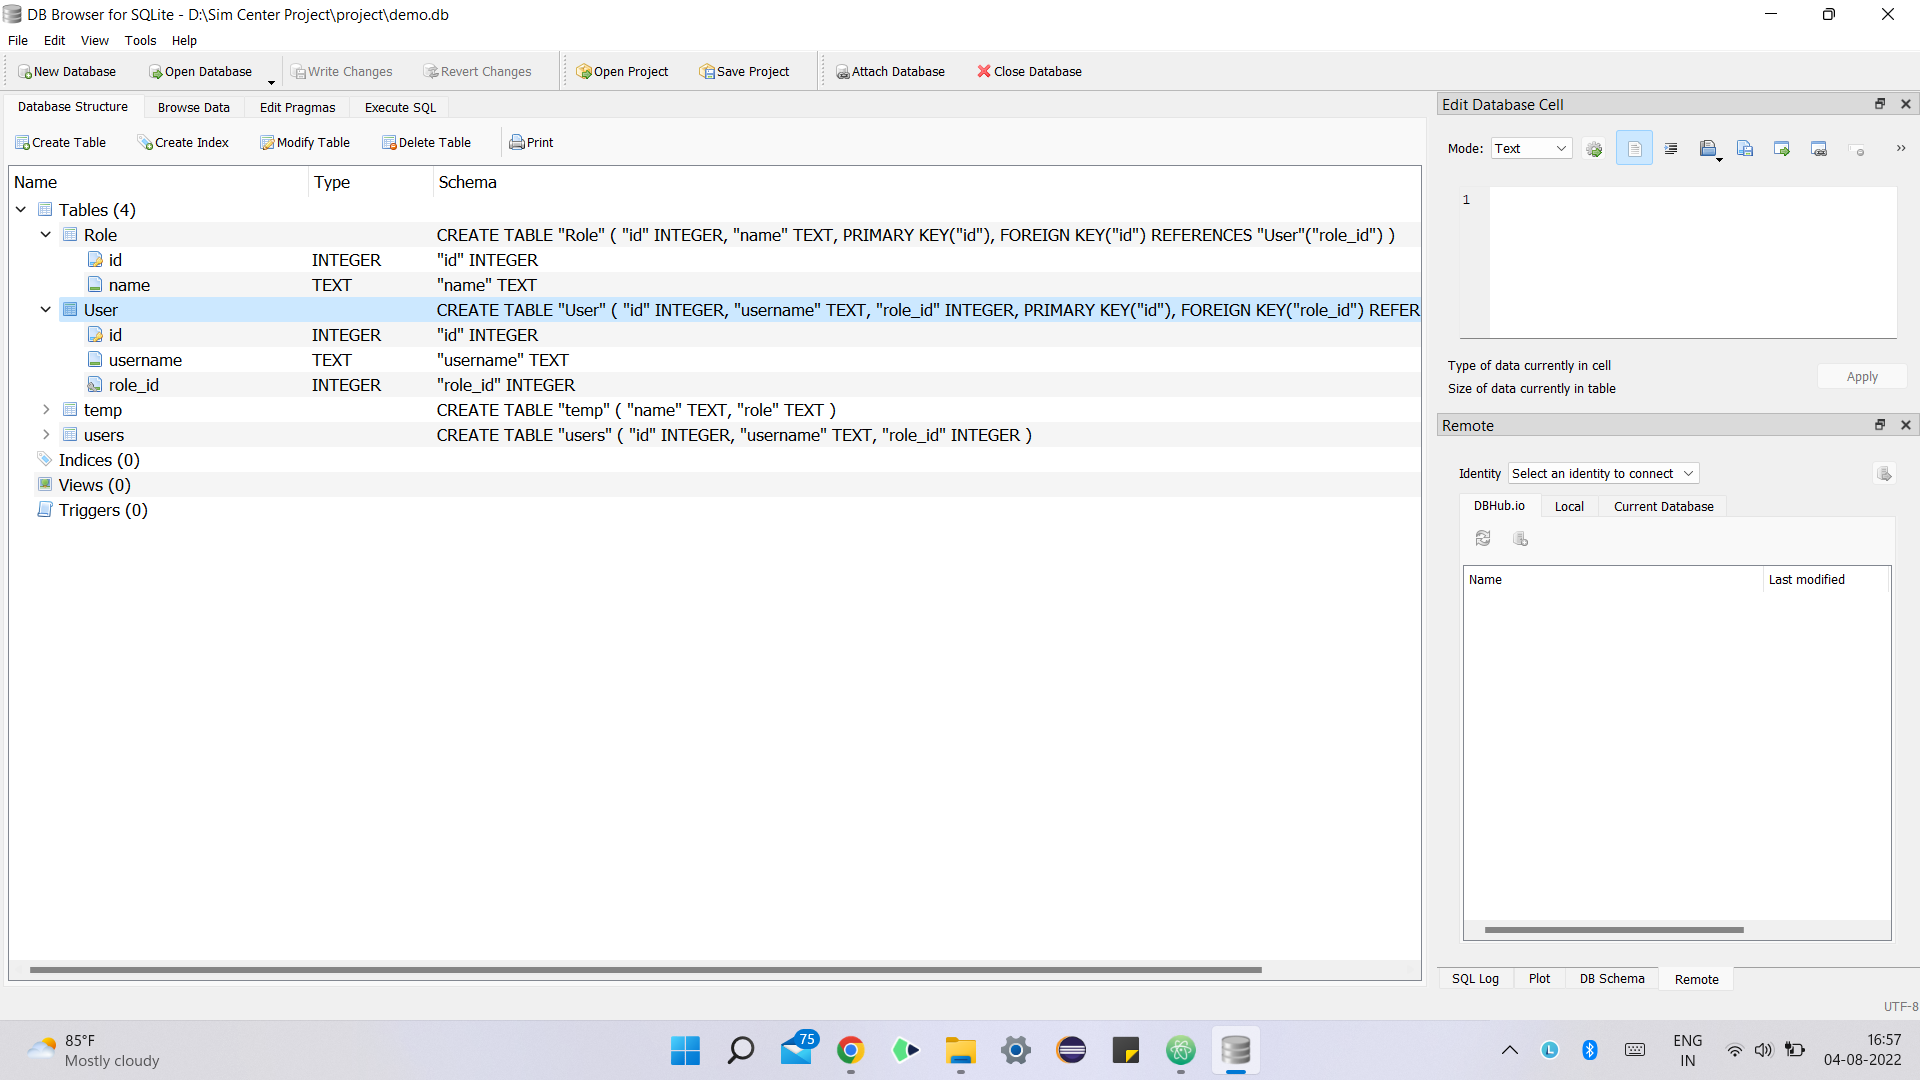 DB Browser for SQLite - D:\Sim Center Project\project\demo.db
File Edit View Tools Help
New Database Open Database Write Changes Revert Changes Open Project Save Project Attach Database Close Database
Database Structure Browse Data Edit Pragmas Execute SQL
Create Table Create Index Modify Table Delete Table Print
Name Type Schema
Tables (4)
Role CREATE TABLE "Role" ( "id" INTEGER, "name" TEXT, PRIMARY KEY("id"), FOREIGN KEY("id") REFERENCES "User"("role_id") )
id INTEGER "id" INTEGER
name TEXT "name" TEXT
User CREATE TABLE "User" ( "id" INTEGER, "username" TEXT, "role_id" INTEGER, PRIMARY KEY("id"), FOREIGN KEY("role_id") REFER
id INTEGER "id" INTEGER
username TEXT "username" TEXT
role_id INTEGER "role_id" INTEGER
temp CREATE TABLE "temp" ( "name" TEXT, "role" TEXT )
users CREATE TABLE "users" ( "id" INTEGER, "username" TEXT, "role_id" INTEGER )
Indices (0)
Views (0)
Triggers (0)
Edit Database Cell
Mode: Text
1
Type of data currently in cell
Size of data currently in table
Apply
Remote
Identity Select an identity to connect
DBHub.io Local Current Database
Name Last modified
SQL Log Plot DB Schema Remote
UTF-8
85°F
Mostly cloudy
75
L
ENG
IN
16:57
04-08-2022